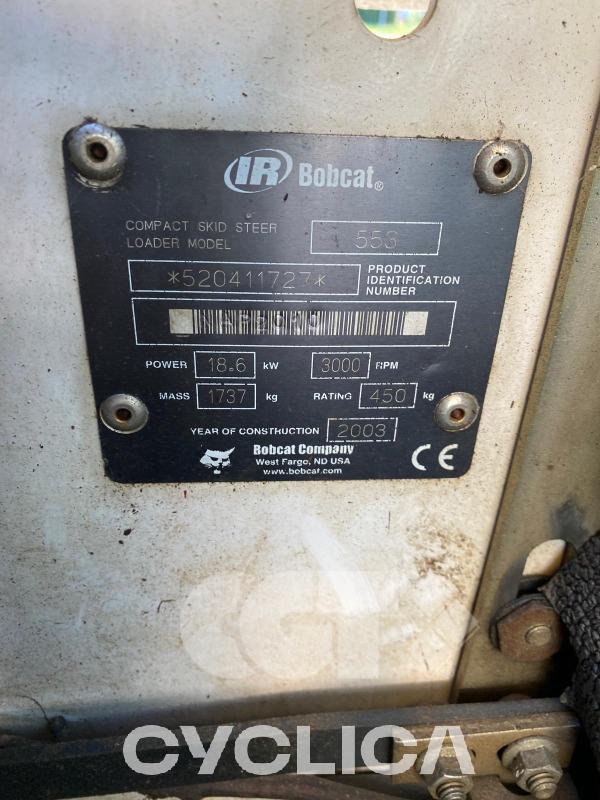 IR Bobcat®
COMPACT SKID STEER
LOADER MODEL 553
*520411727* PRODUCT IDENTIFICATION NUMBER
POWER 18.6 kW 3000 RPM
MASS 1737 kg RATING 450 kg
YEAR OF CONSTRUCTION 2003
Bobcat Company
West Fargo, ND USA
www.bobcat.com
CE
CYCLICA